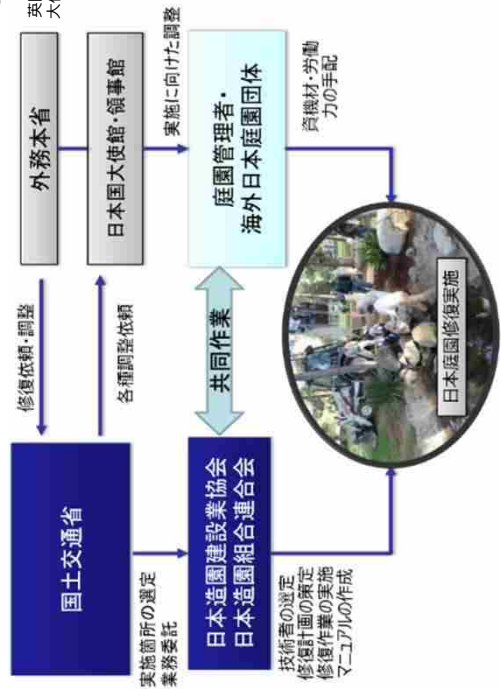 外務本省
修復依頼・調整
国土交通省
各種調整依頼
日本国大使館・領事館
実施に向けた調整
実施箇所の選定
業務委託
日本造園建設業協会
日本造園組合連合会
共同作業
庭園管理者・
海外日本庭園団体
技術者の選定
修復計画の策定
修復作業の実施
マニュアルの作成
資機材・労働
力の手配
日本庭園修復実施